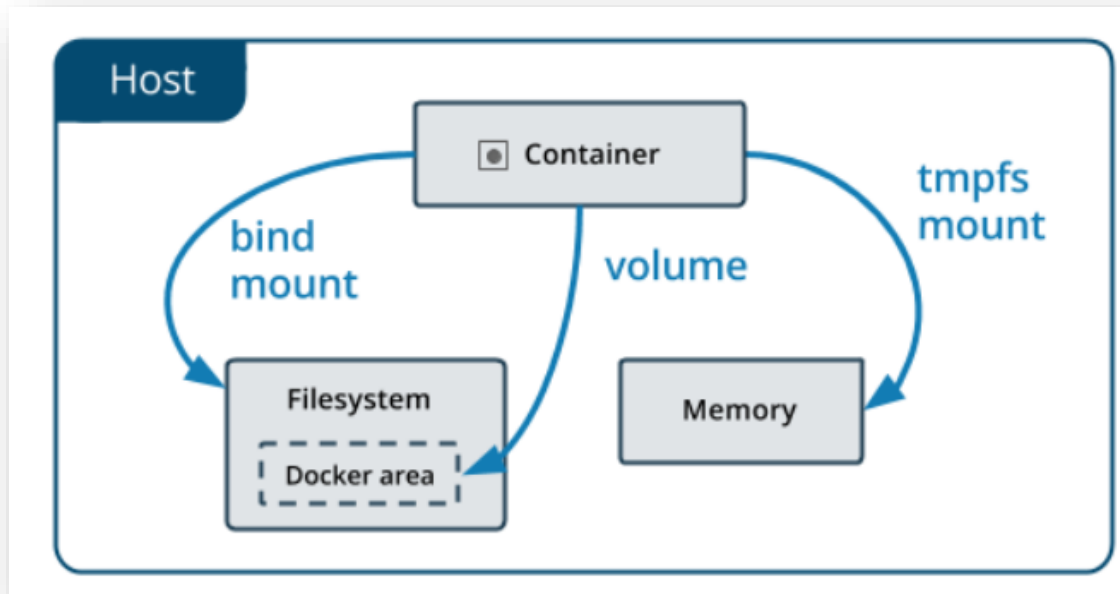 Host
Container
bind
mount
volume
tmpfs
mount
Filesystem
Docker area
Memory